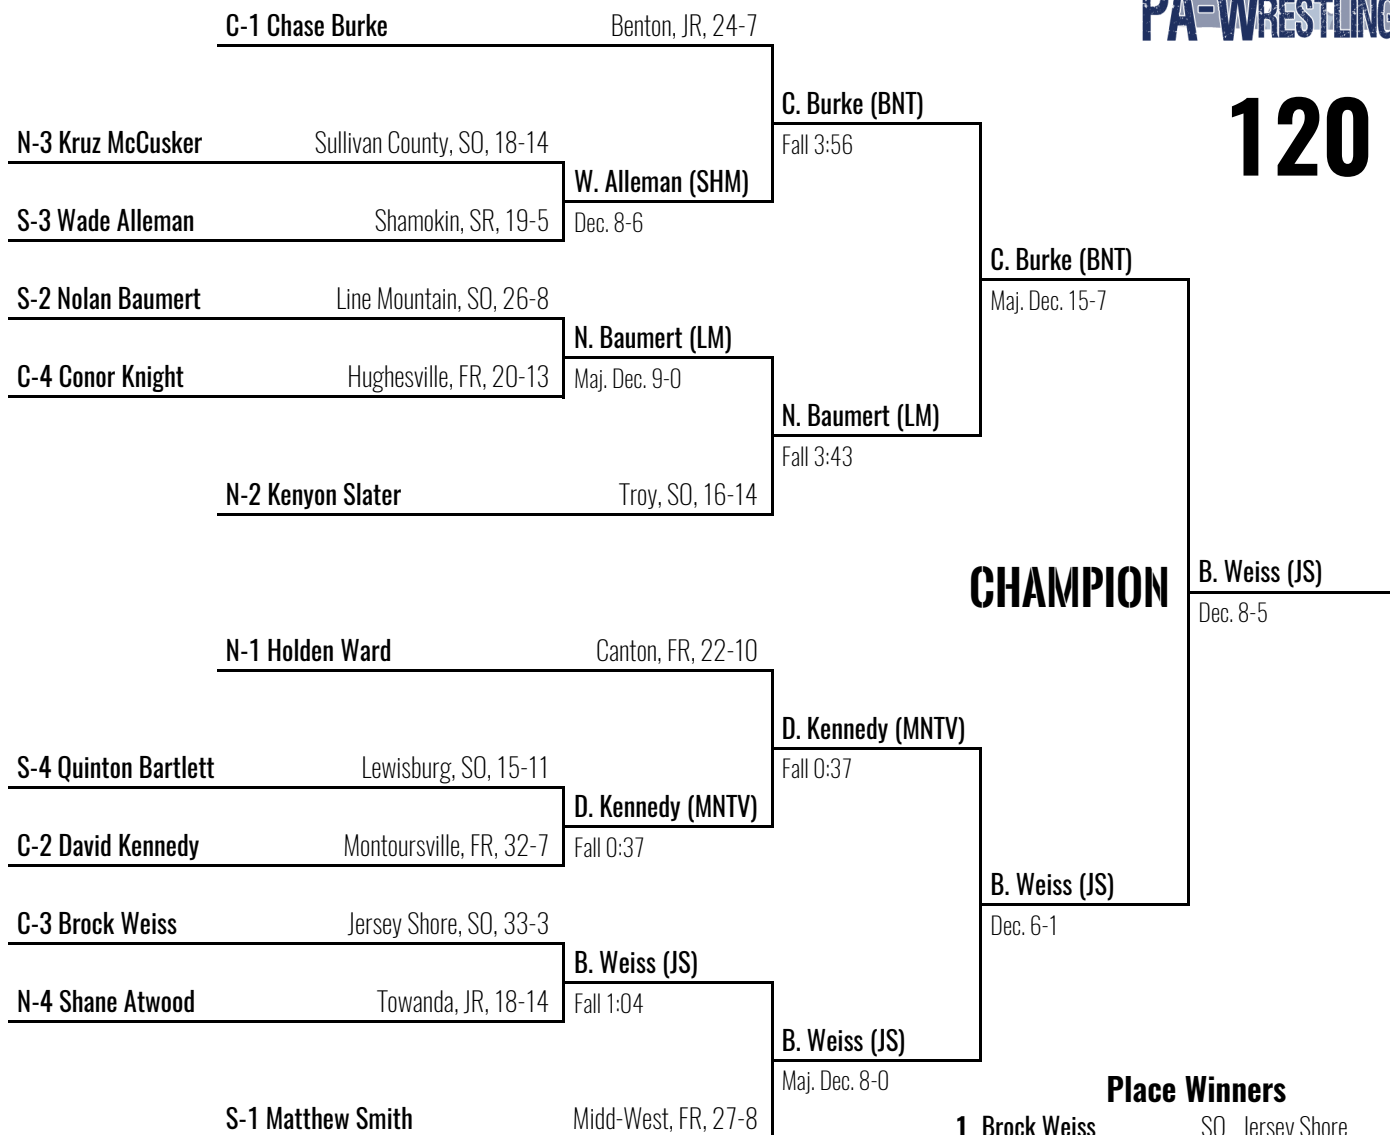 C-1 Chase Burke Benton, JR, 24-7
PA-WRESTLING
C. Burke (BNT)
120
N-3 Kruz McCusker Sullivan County, SO, 18-14
Fall 3:56
W. Alleman (SHM)
S-3 Wade Alleman Shamokin, SR, 19-5
Dec. 8-6
C. Burke (BNT)
S-2 Nolan Baumert Line Mountain, SO, 26-8
Maj. Dec. 15-7
N. Baumert (LM)
C-4 Conor Knight Hughesville, FR, 20-13
Maj. Dec. 9-0
N. Baumert (LM)
Fall 3:43
N-2 Kenyon Slater Troy, SO, 16-14
CHAMPION
B. Weiss (JS)
Dec. 8-5
N-1 Holden Ward Canton, FR, 22-10
D. Kennedy (MNTV)
S-4 Quinton Bartlett Lewisburg, SO, 15-11
Fall 0:37
D. Kennedy (MNTV)
C-2 David Kennedy Montoursville, FR, 32-7
Fall 0:37
B. Weiss (JS)
C-3 Brock Weiss Jersey Shore, SO, 33-3
Dec. 6-1
B. Weiss (JS)
N-4 Shane Atwood Towanda, JR, 18-14
Fall 1:04
B. Weiss (JS)
Maj. Dec. 8-0
Place Winners
S-1 Matthew Smith Midd-West, FR, 27-8
1 Brock Weiss SO Jersey Shore